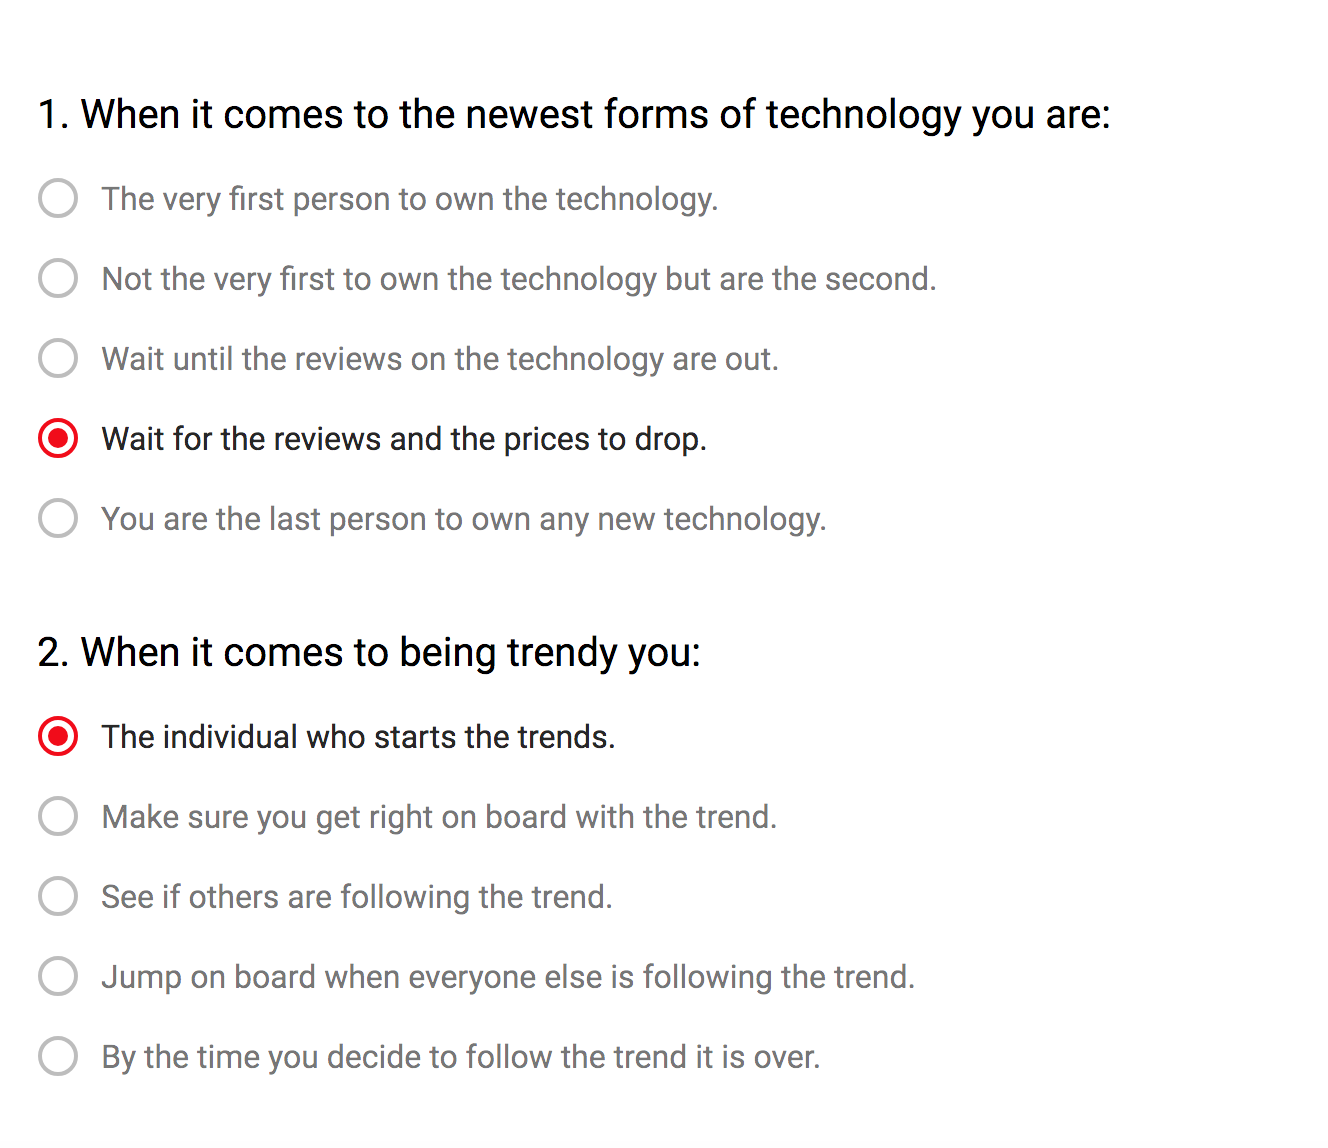 1. When it comes to the newest forms of technology you are:
The very first person to own the technology.
Not the very first to own the technology but are the second.
Wait until the reviews on the technology are out.
Wait for the reviews and the prices to drop.
You are the last person to own any new technology.
2. When it comes to being trendy you:
The individual who starts the trends.
Make sure you get right on board with the trend.
See if others are following the trend.
Jump on board when everyone else is following the trend.
By the time you decide to follow the trend it is over.